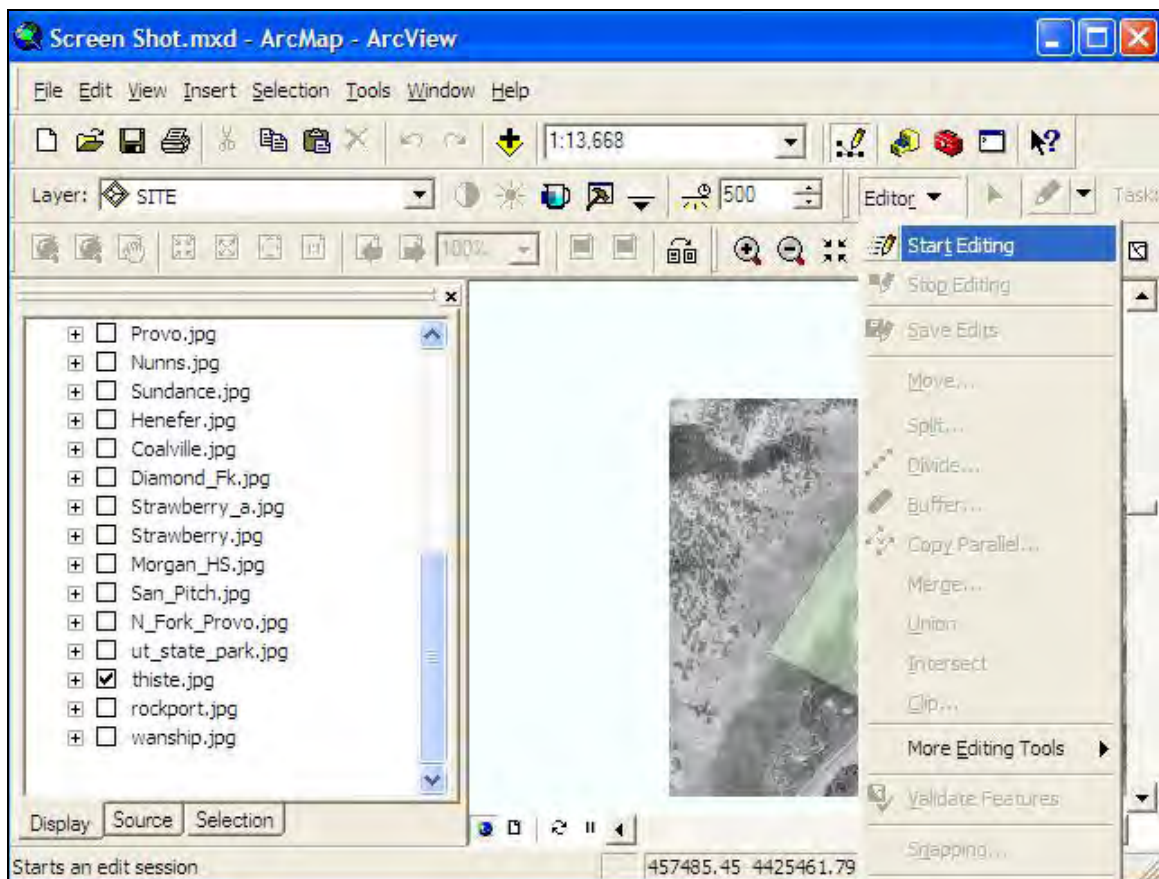 Screen Shot.mxd - ArcMap - ArcView
File Edit View Insert Selection Tools Window Help
1:13,668
Layer: SITE 500 Editor Task:
100%
Start Editing
Stop Editing
Save Edits
Move...
Split...
Divide...
Buffer...
Copy Parallel...
Merge...
Union
Intersect
Clip...
More Editing Tools
Validate Features
Snapping...
Provo.jpg
Nunns.jpg
Sundance.jpg
Henefer.jpg
Coalville.jpg
Diamond_Fk.jpg
Strawberry_a.jpg
Strawberry.jpg
Morgan_HS.jpg
San_Pitch.jpg
N_Fork_Provo.jpg
ut_state_park.jpg
thiste.jpg
rockport.jpg
wanship.jpg
Display Source Selection
Starts an edit session 457485.45 4425461.79